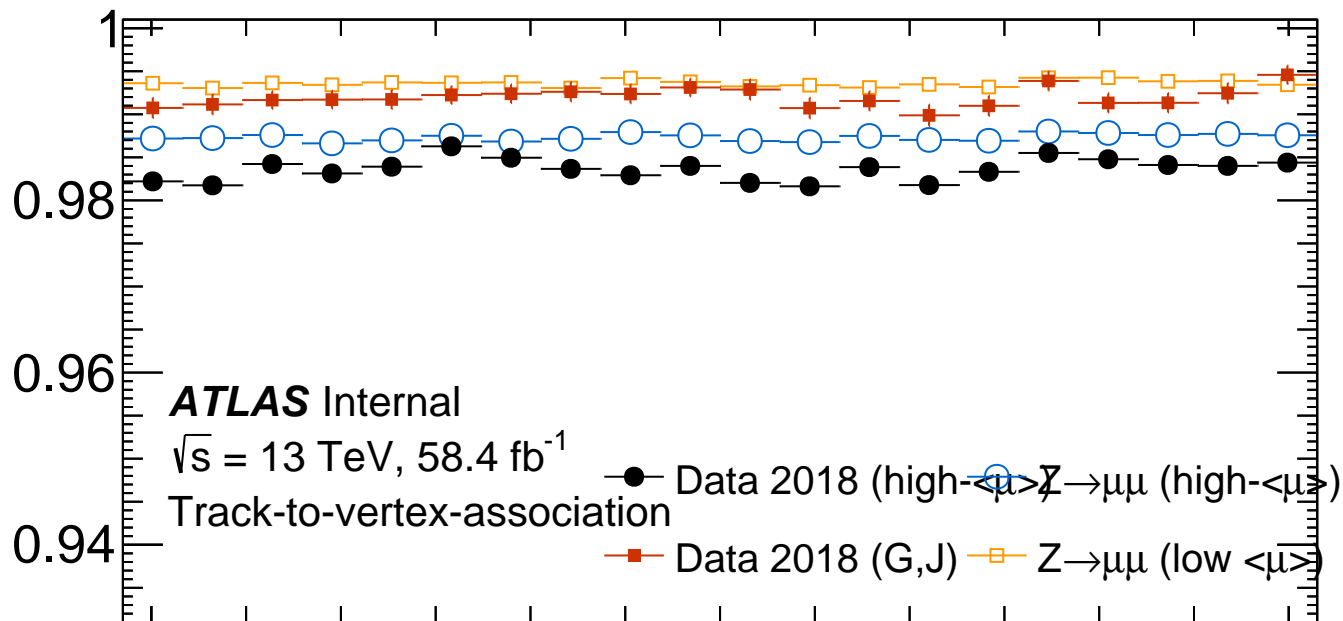 1
0.98
0.96
0.94
ATLAS Internal
√s = 13 TeV, 58.4 fb⁻¹
Track-to-vertex-association
Data 2018 (high-<μ>)
Z→μμ (high-<μ>)
Data 2018 (G,J)
Z→μμ (low <μ>)